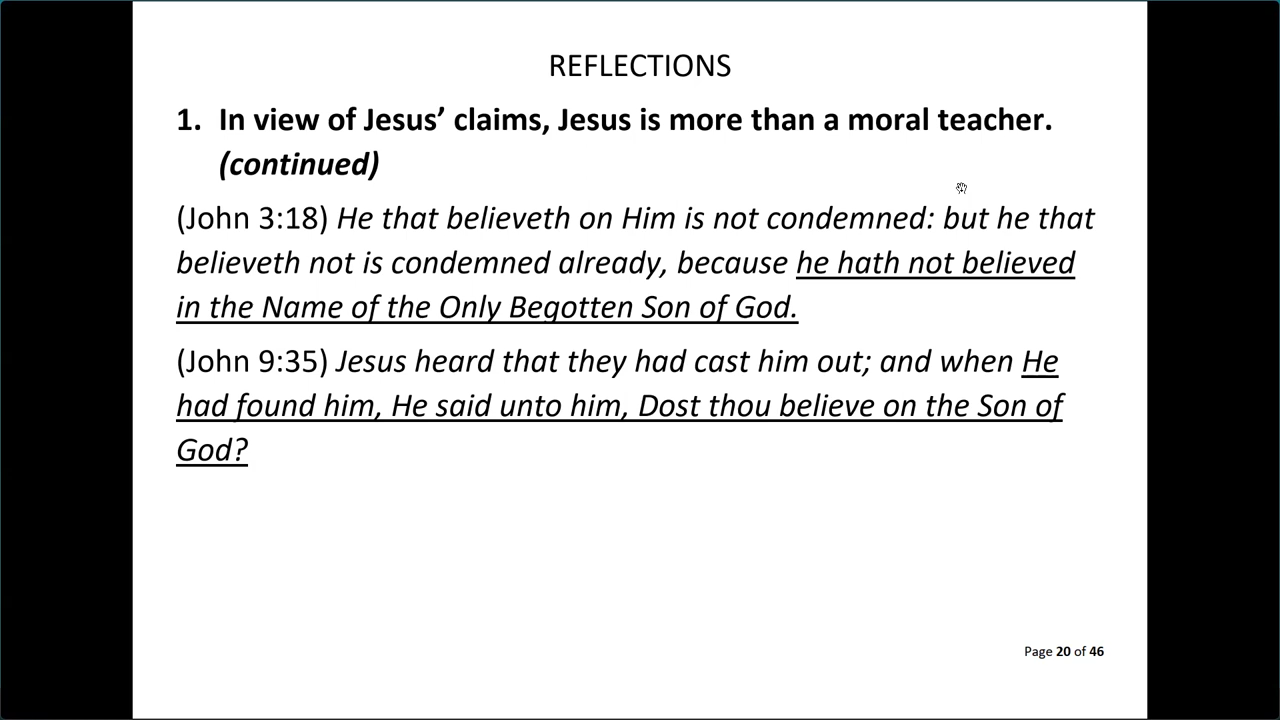 REFLECTIONS
1. In view of Jesus’ claims, Jesus is more than a moral teacher.
(continued)
(John 3:18) He that believeth on Him is not condemned: but he that
believeth not is condemned already, because he hath not believed
in the Name of the Only Begotten Son of God.
(John 9:35) Jesus heard that they had cast him out; and when He
had found him, He said unto him, Dost thou believe on the Son of
God?
Page 20 of 46